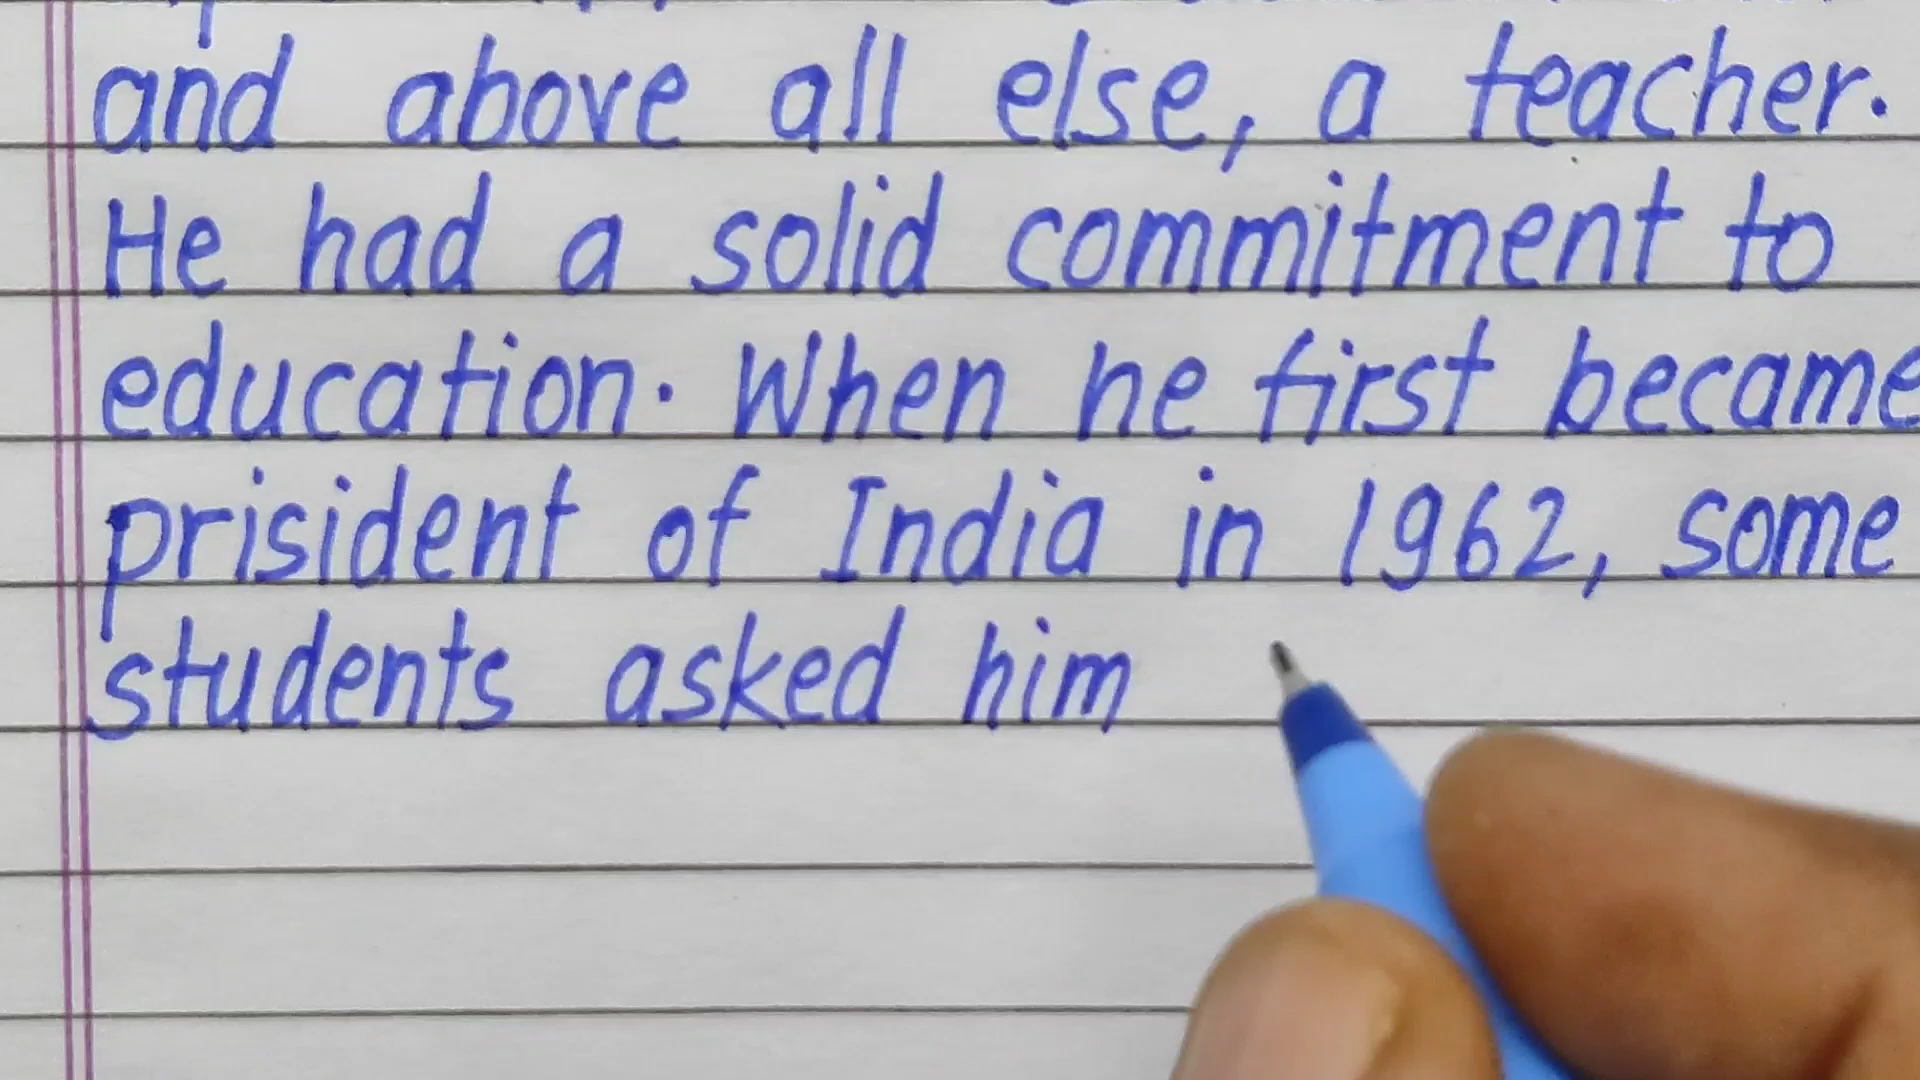 and above all else, a teacher.
He had a solid commitment to
education. When he first became
prisident of India in 1962, some
students asked him